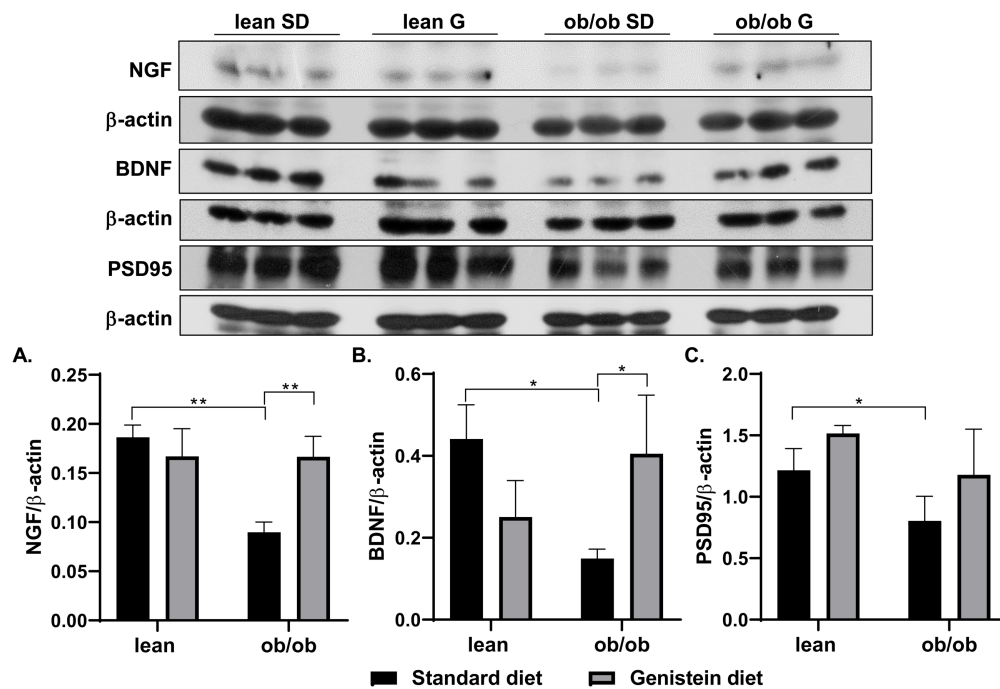 lean SD lean G ob/ob SD ob/ob G
NGF
β-actin
BDNF
β-actin
PSD95
β-actin
A. B. C.
NGF/β-actin
0.25
0.20
0.15
0.10
0.05
0.00
** **
lean ob/ob
BDNF/β-actin
0.6
0.4
0.2
0.0
* *
lean ob/ob
PSD95/β-actin
2.0
1.5
1.0
0.5
0.0
*
lean ob/ob
Standard diet Genistein diet